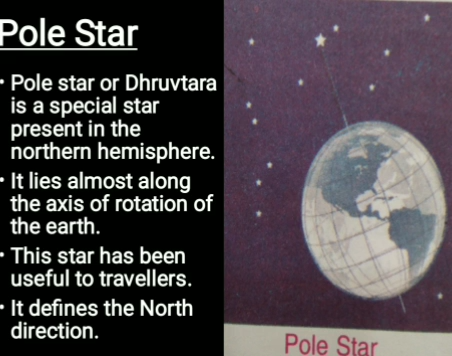 Pole Star
• Pole star or Dhruvtara
is a special star
present in the
northern hemisphere.
• It lies almost along
the axis of rotation of
the earth.
• This star has been
useful to travellers.
• It defines the North
direction.
Pole Star